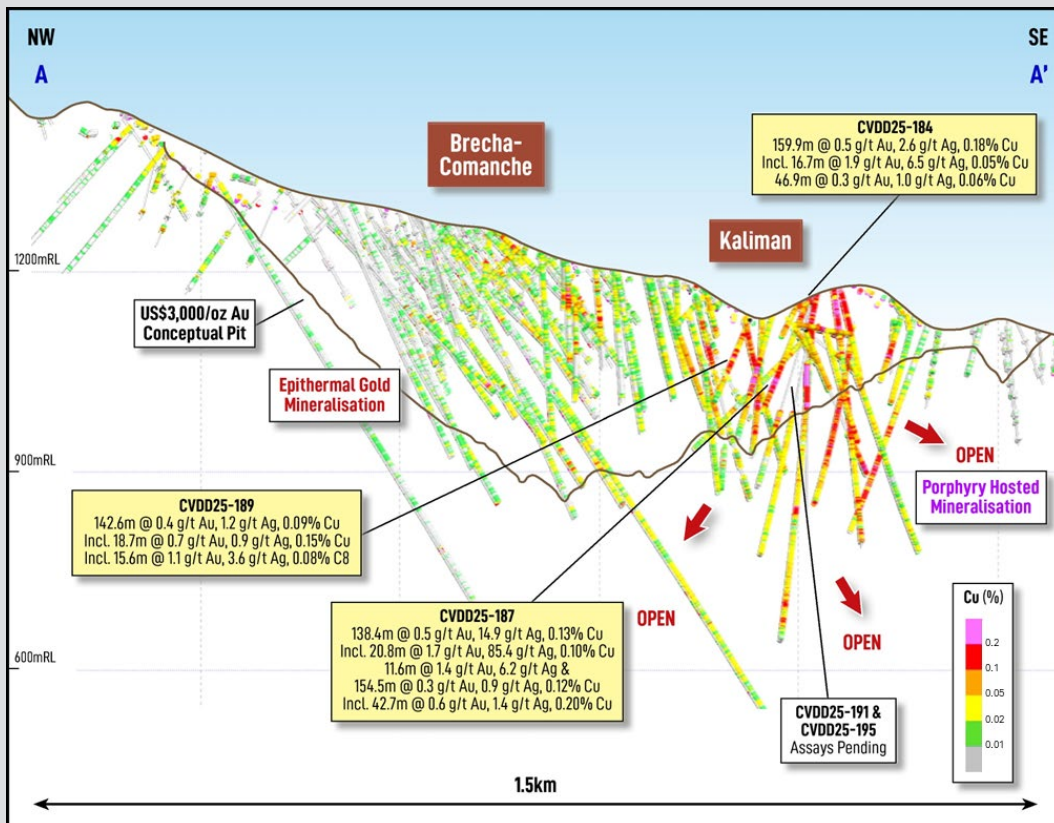 NW
A
SE
A'
Brecha-
Comanche
CVDD25-184
159.9m @ 0.5 g/t Au, 2.6 g/t Ag, 0.18% Cu
Incl. 16.7m @ 1.9 g/t Au, 6.5 g/t Ag, 0.05% Cu
46.9m @ 0.3 g/t Au, 1.0 g/t Ag, 0.06% Cu
Kaliman
1200mRL
US$3,000/oz Au
Conceptual Pit
Epithermal Gold
Mineralisation
900mRL
OPEN
Porphyry Hosted
Mineralisation
CVDD25-189
142.6m @ 0.4 g/t Au, 1.2 g/t Ag, 0.09% Cu
Incl. 18.7m @ 0.7 g/t Au, 0.9 g/t Ag, 0.15% Cu
Incl. 15.6m @ 1.1 g/t Au, 3.6 g/t Ag, 0.08% C8
CVDD25-187
138.4m @ 0.5 g/t Au, 14.9 g/t Ag, 0.13% Cu
Incl. 20.8m @ 1.7 g/t Au, 85.4 g/t Ag, 0.10% Cu
11.6m @ 1.4 g/t Au, 6.2 g/t Ag &
154.5m @ 0.3 g/t Au, 0.9 g/t Ag, 0.12% Cu
Incl. 42.7m @ 0.6 g/t Au, 1.4 g/t Ag, 0.20% Cu
OPEN
OPEN
600mRL
CVDD25-191 &
CVDD25-195
Assays Pending
Cu (%)
0.2
0.1
0.05
0.02
0.01
1.5km